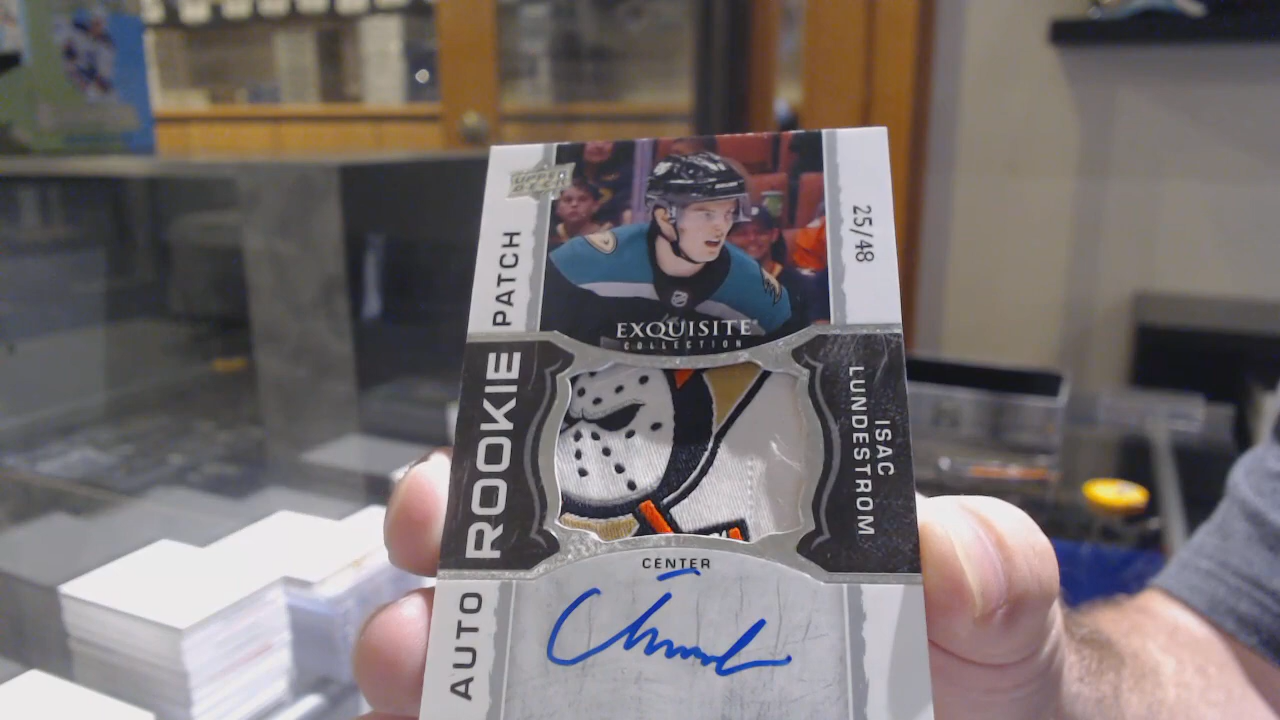 UPPER DECK
25/48
EXQUISITE
COLLECTION
AUTO ROOKIE PATCH
ISAC
LUNDESTROM
CENTER